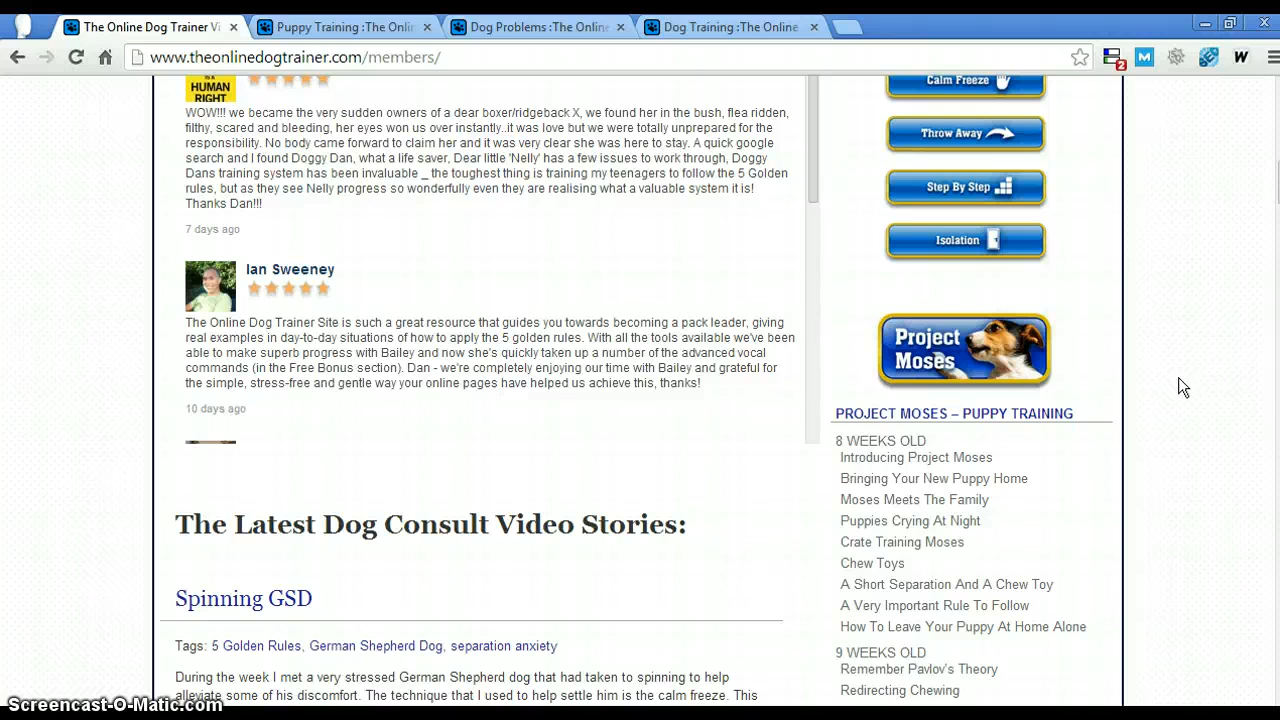 The Online Dog Trainer Vi
Puppy Training :The Onlin
Dog Problems :The Online
Dog Training :The Online
www.theonlinedogtrainer.com/members/
2
M
W
IS A
HUMAN
RIGHT
WOW!!! we became the very sudden owners of a dear boxer/ridgeback X, we found her in the bush, flea ridden,
filthy, scared and bleeding, her eyes won us over instantly..it was love but we were totally unprepared for the
responsibility. No body came forward to claim her and it was very clear she was here to stay. A quick google
search and I found Doggy Dan, what a life saver, Dear little 'Nelly' has a few issues to work through, Doggy
Dans training system has been invaluable _ the toughest thing is training my teenagers to follow the 5 Golden
rules, but as they see Nelly progress so wonderfully even they are realising what a valuable system it is!
Thanks Dan!!!
7 days ago
Ian Sweeney
The Online Dog Trainer Site is such a great resource that guides you towards becoming a pack leader, giving
real examples in day-to-day situations of how to apply the 5 golden rules. With all the tools available we've been
able to make superb progress with Bailey and now she's quickly taken up a number of the advanced vocal
commands (in the Free Bonus section). Dan - we're completely enjoying our time with Bailey and grateful for
the simple, stress-free and gentle way your online pages have helped us achieve this, thanks!
10 days ago
The Latest Dog Consult Video Stories:
Spinning GSD
Tags: 5 Golden Rules, German Shepherd Dog, separation anxiety
During the week I met a very stressed German Shepherd dog that had taken to spinning to help
alleviate some of his discomfort. The technique that I used to help settle him is the calm freeze. This
Calm Freeze
Throw Away
Step By Step
Isolation
Project
Moses
PROJECT MOSES – PUPPY TRAINING
8 WEEKS OLD
Introducing Project Moses
Bringing Your New Puppy Home
Moses Meets The Family
Puppies Crying At Night
Crate Training Moses
Chew Toys
A Short Separation And A Chew Toy
A Very Important Rule To Follow
How To Leave Your Puppy At Home Alone
9 WEEKS OLD
Remember Pavlov's Theory
Redirecting Chewing
Screencast-O-Matic.com